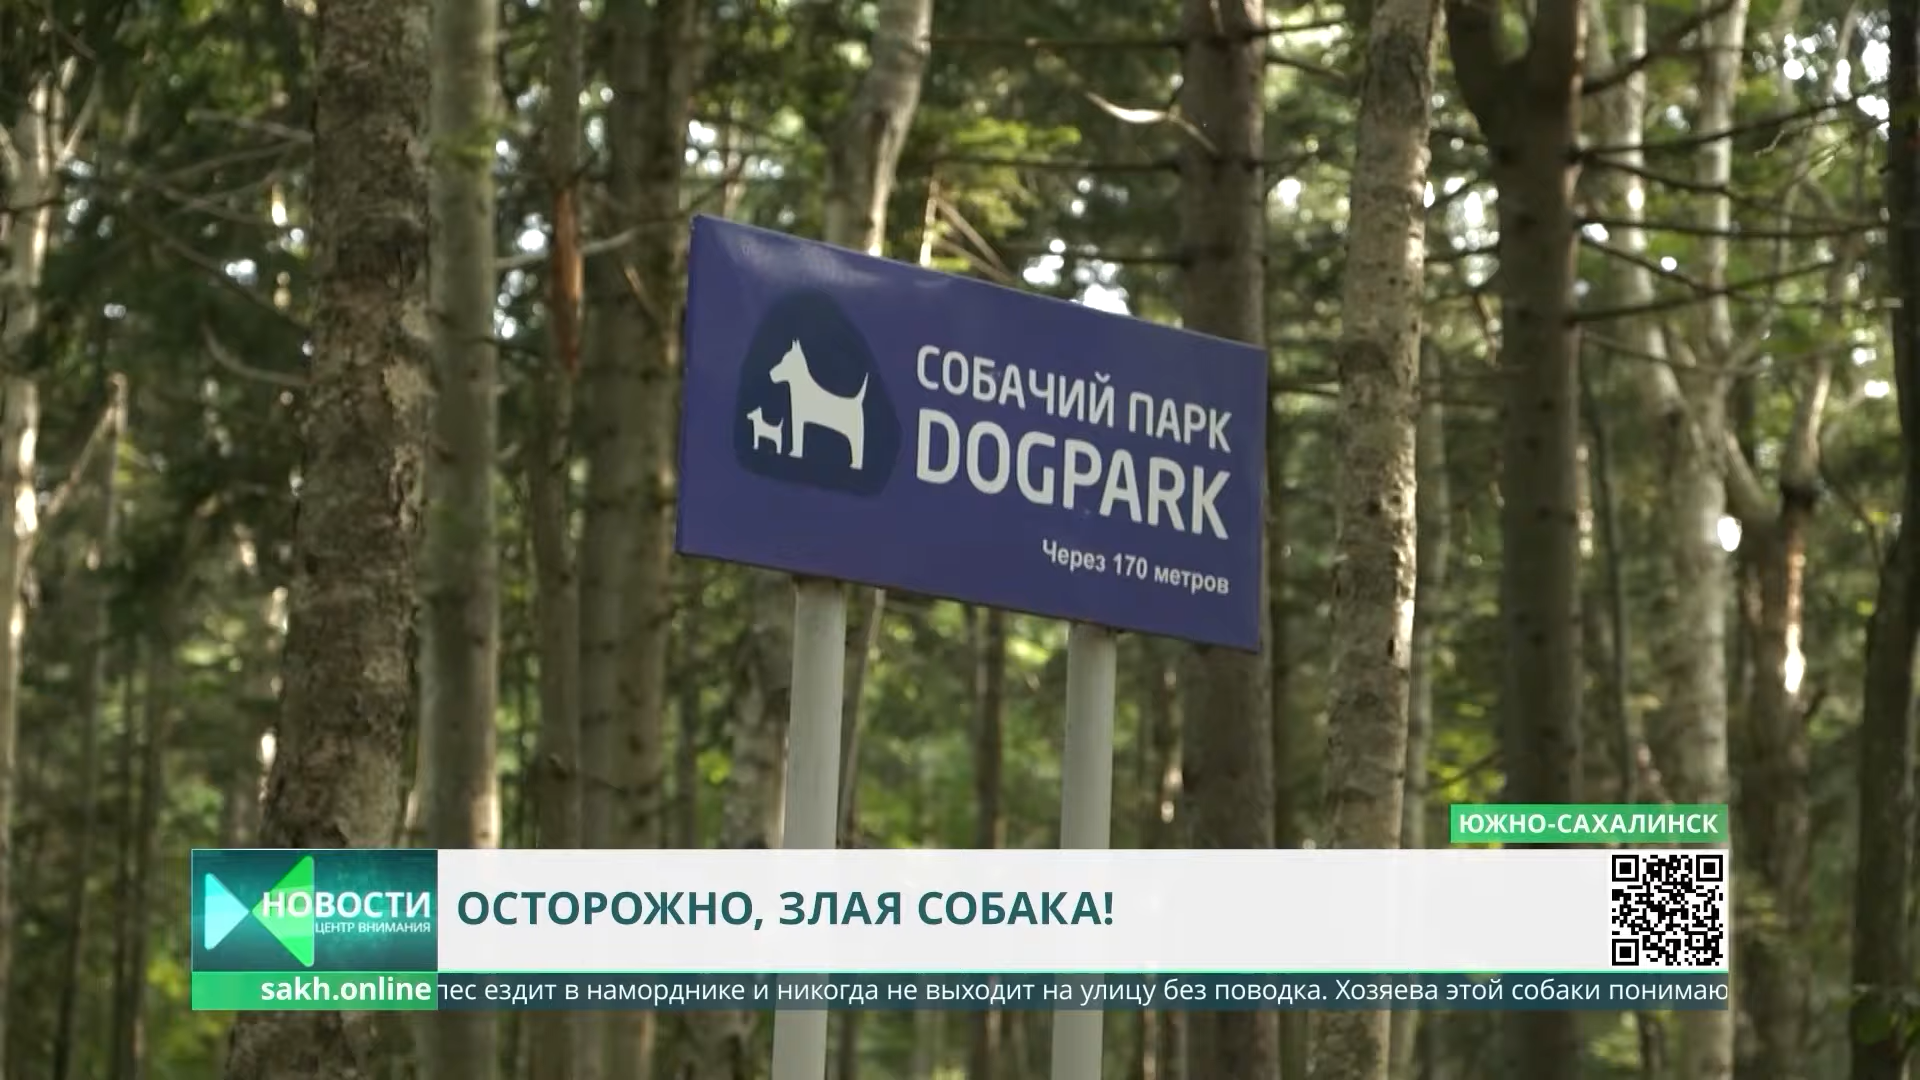 СОБАЧИЙ ПАРК
DOGPARK
Через 170 метров
ЮЖНО-САХАЛИНСК
НОВОСТИ
ЦЕНТР ВНИМАНИЯ
ОСТОРОЖНО, ЗЛАЯ СОБАКА!
sakh.online
пес ездит в наморднике и никогда не выходит на улицу без поводка. Хозяева этой собаки понимаю